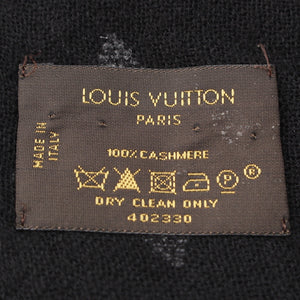 LOUIS VUITTON
PARIS
MADE IN
ITALY
100% CASHMERE
P ®
DRY CLEAN ONLY
402330